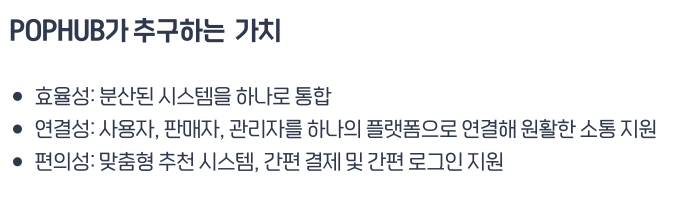 POPHUB가 추구하는 가치
• 효율성: 분산된 시스템을 하나로 통합
• 연결성: 사용자, 판매자, 관리자를 하나의 플랫폼으로 연결해 원활한 소통 지원
• 편의성: 맞춤형 추천 시스템, 간편 결제 및 간편 로그인 지원